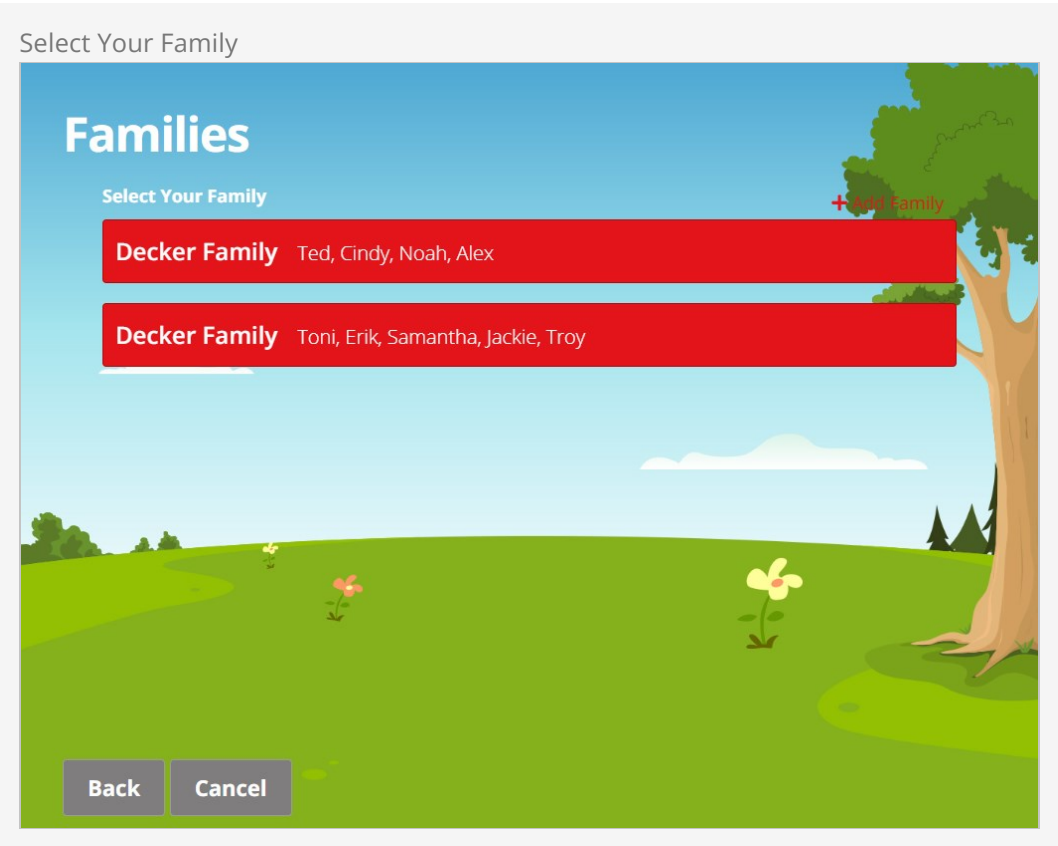 Select Your Family
Families
Select Your Family
+ Add Family
Decker Family Ted, Cindy, Noah, Alex
Decker Family Toni, Erik, Samantha, Jackie, Troy
Back Cancel